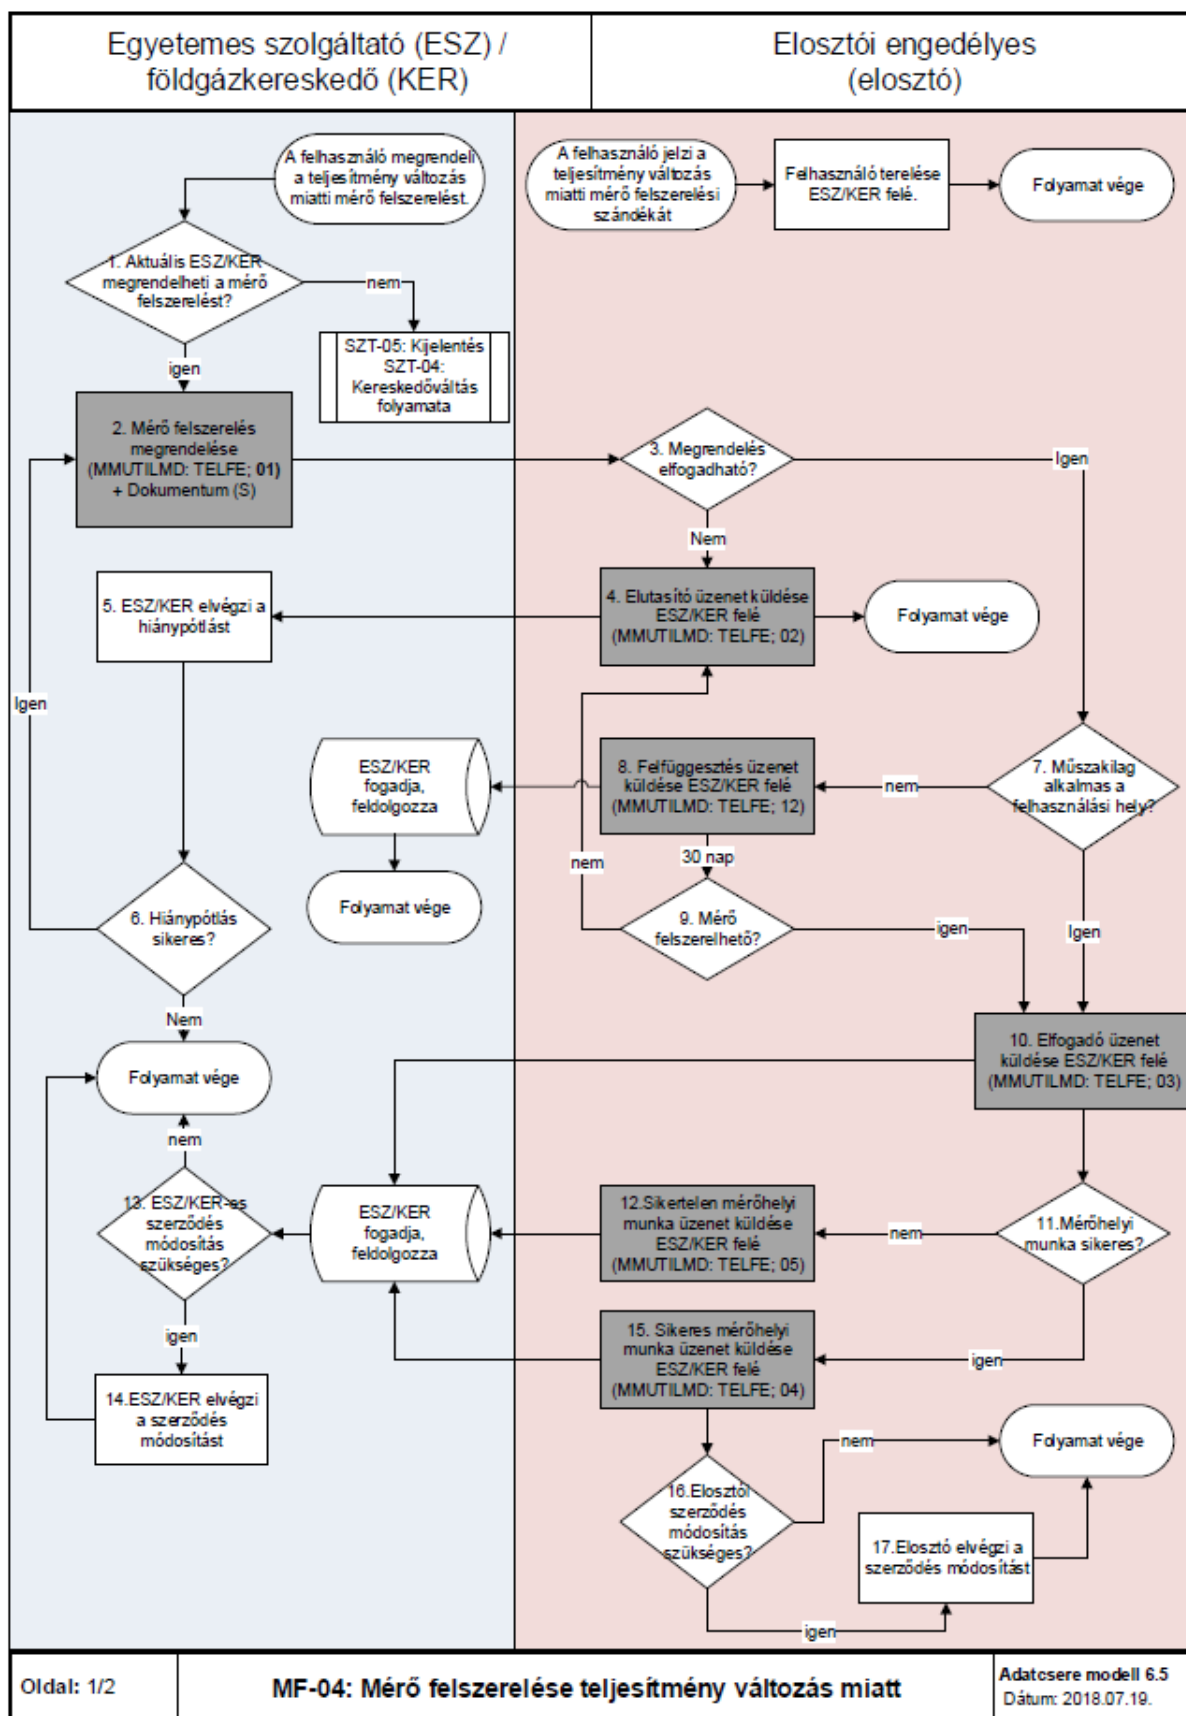 Egyetemes szolgáltató (ESZ) /
földgázkereskedő (KER)
Elosztói engedélyes
(elosztó)
A felhasználó megrendeli
a teljesítmény változás
miatti mérő felszerelést.
A felhasználó jelzi a
teljesítmény változás
miatti mérő felszerelési
szándékát
Felhasználó terelése
ESZ/KER felé.
Folyamat vége
1. Aktuális ESZ/KER
megrendelheti a mérő
felszerelést?
nem
igen
SZT-05: Kijelentés
SZT-04:
Kereskedőváltás
folyamata
2. Mérő felszerelés
megrendelése
(MMUTILMD: TELFE; 01)
+ Dokumentum (S)
3. Megrendelés
elfogadható?
Igen
Nem
4. Elutasító üzenet küldése
ESZ/KER felé
(MMUTILMD: TELFE; 02)
Folyamat vége
5. ESZ/KER elvégzi a
hiánypótlást
Igen
6. Hiánypótlás
sikeres?
Nem
Folyamat vége
7. Műszakilag
alkalmas a
felhasználási hely?
nem
Igen
8. Felfüggesztés üzenet
küldése ESZ/KER felé
(MMUTILMD: TELFE; 12)
ESZ/KER
fogadja,
feldolgozza
Folyamat vége
30 nap
nem
9. Mérő
felszerelhető?
igen
10. Elfogadó üzenet
küldése ESZ/KER felé
(MMUTILMD: TELFE; 03)
11.Mérőhelyi
munka sikeres?
nem
igen
12.Sikertelen mérőhelyi
munka üzenet küldése
ESZ/KER felé
(MMUTILMD: TELFE; 05)
ESZ/KER
fogadja,
feldolgozza
13. ESZ/KER-es
szerződés
módosítás
szükséges?
nem
igen
14.ESZ/KER elvégzi
a szerződés
módosítást
15. Sikeres mérőhelyi
munka üzenet küldése
ESZ/KER felé
(MMUTILMD: TELFE; 04)
16.Elosztói
szerződés
módosítás
szükséges?
nem
igen
17.Elosztó elvégzi a
szerződés módosítást
Folyamat vége
Oldal: 1/2
MF-04: Mérő felszerelése teljesítmény változás miatt
Adatcsere modell 6.5
Dátum: 2018.07.19.